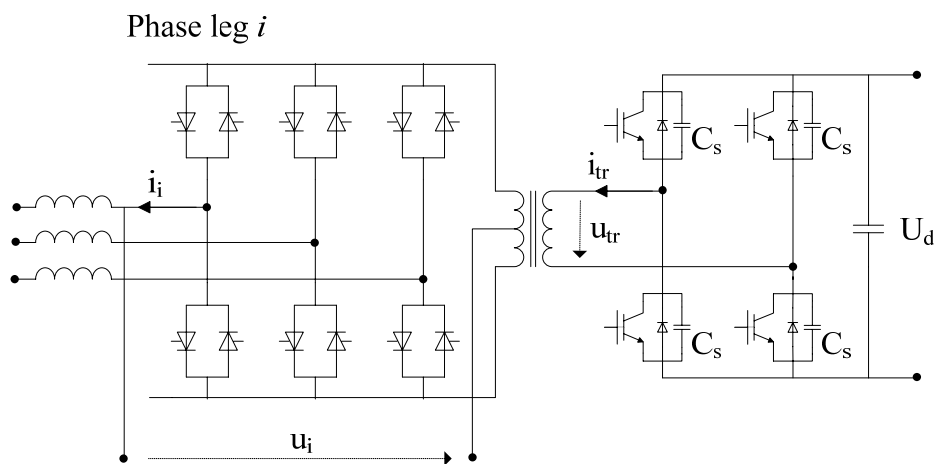 Phase leg i
i_i
i_tr
u_tr
C_s
C_s
U_d
C_s
C_s
u_i